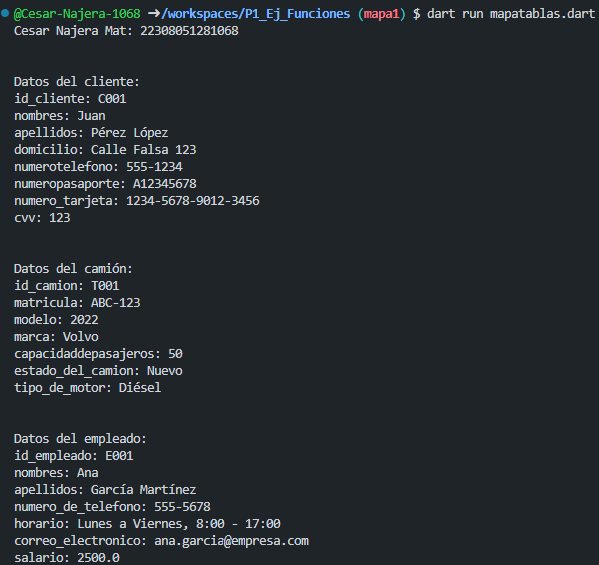 @Cesar-Najera-1068 ➜/workspaces/P1_Ej_Funciones (mapa1) $ dart run mapatablas.dart
Cesar Najera Mat: 22308051281068
Datos del cliente:
id_cliente: C001
nombres: Juan
apellidos: Pérez López
domicilio: Calle Falsa 123
numerotelefono: 555-1234
numeropasaporte: A12345678
numero_tarjeta: 1234-5678-9012-3456
cvv: 123
Datos del camión:
id_camion: T001
matricula: ABC-123
modelo: 2022
marca: Volvo
capacidaddepasajeros: 50
estado_del_camion: Nuevo
tipo_de_motor: Diésel
Datos del empleado:
id_empleado: E001
nombres: Ana
apellidos: García Martínez
numero_de_telefono: 555-5678
horario: Lunes a Viernes, 8:00 - 17:00
correo_electronico: ana.garcia@empresa.com
salario: 2500.0